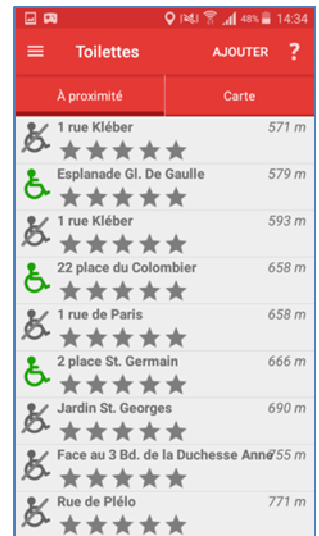 48% 14:34
Toilettes AJOUTER ?
À proximité Carte
1 rue Kléber 571 m
Esplanade Gl. De Gaulle 579 m
1 rue Kléber 593 m
22 place du Colombier 658 m
1 rue de Paris 658 m
2 place St. Germain 666 m
Jardin St. Georges 690 m
Face au 3 Bd. de la Duchesse Anne 755 m
Rue de Plélo 771 m